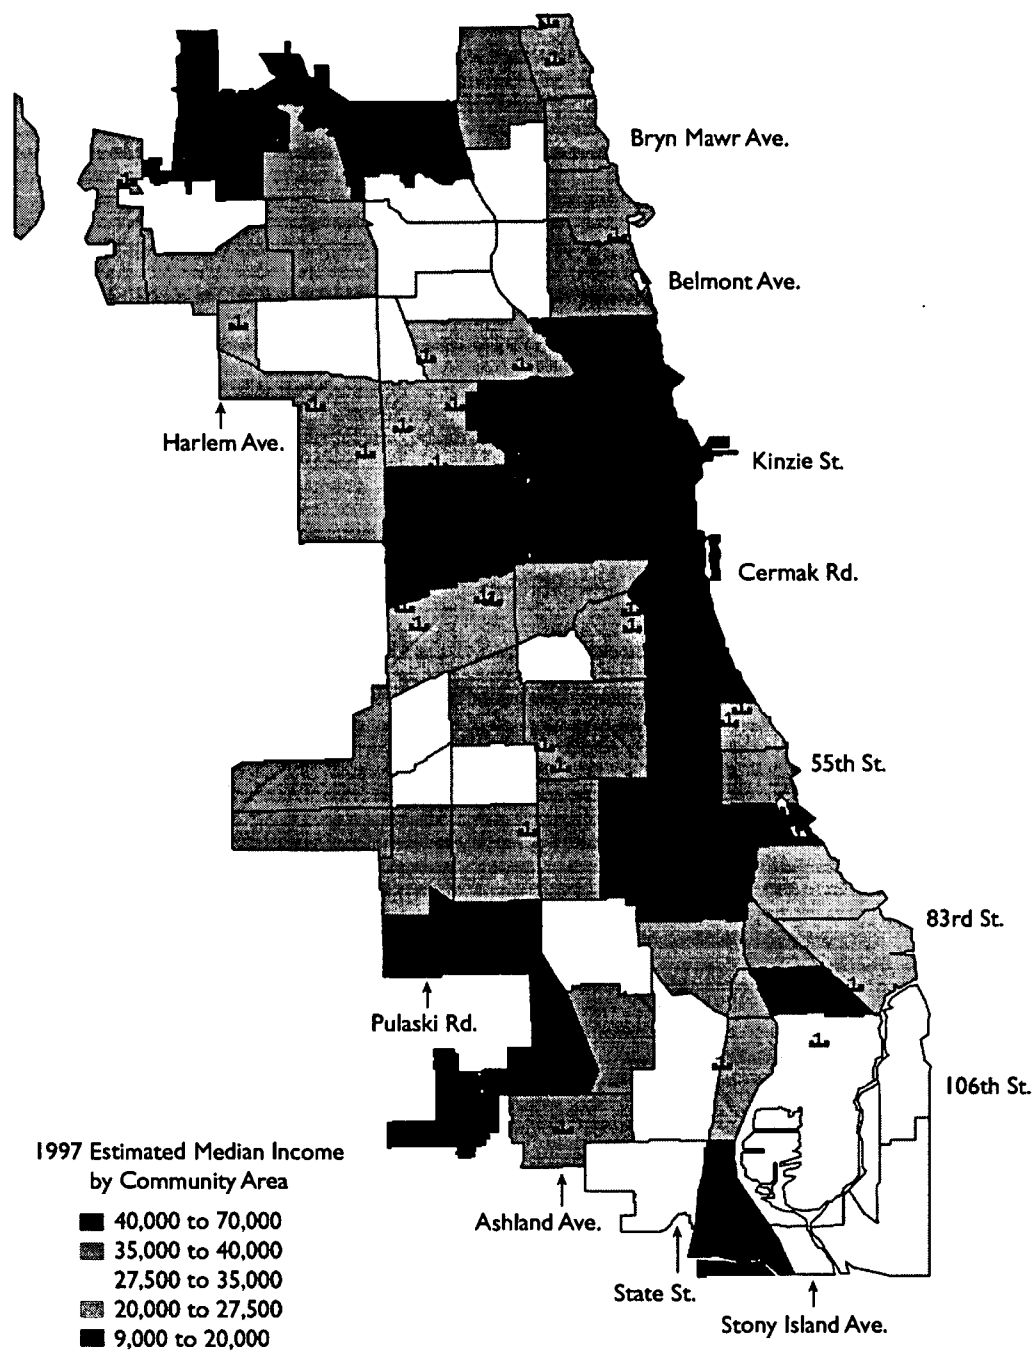 Bryn Mawr Ave.
Belmont Ave.
Harlem Ave.
Kinzie St.
Cermak Rd.
55th St.
83rd St.
Pulaski Rd.
106th St.
1997 Estimated Median Income
by Community Area
40,000 to 70,000
35,000 to 40,000
27,500 to 35,000
20,000 to 27,500
9,000 to 20,000
Ashland Ave.
State St.
Stony Island Ave.